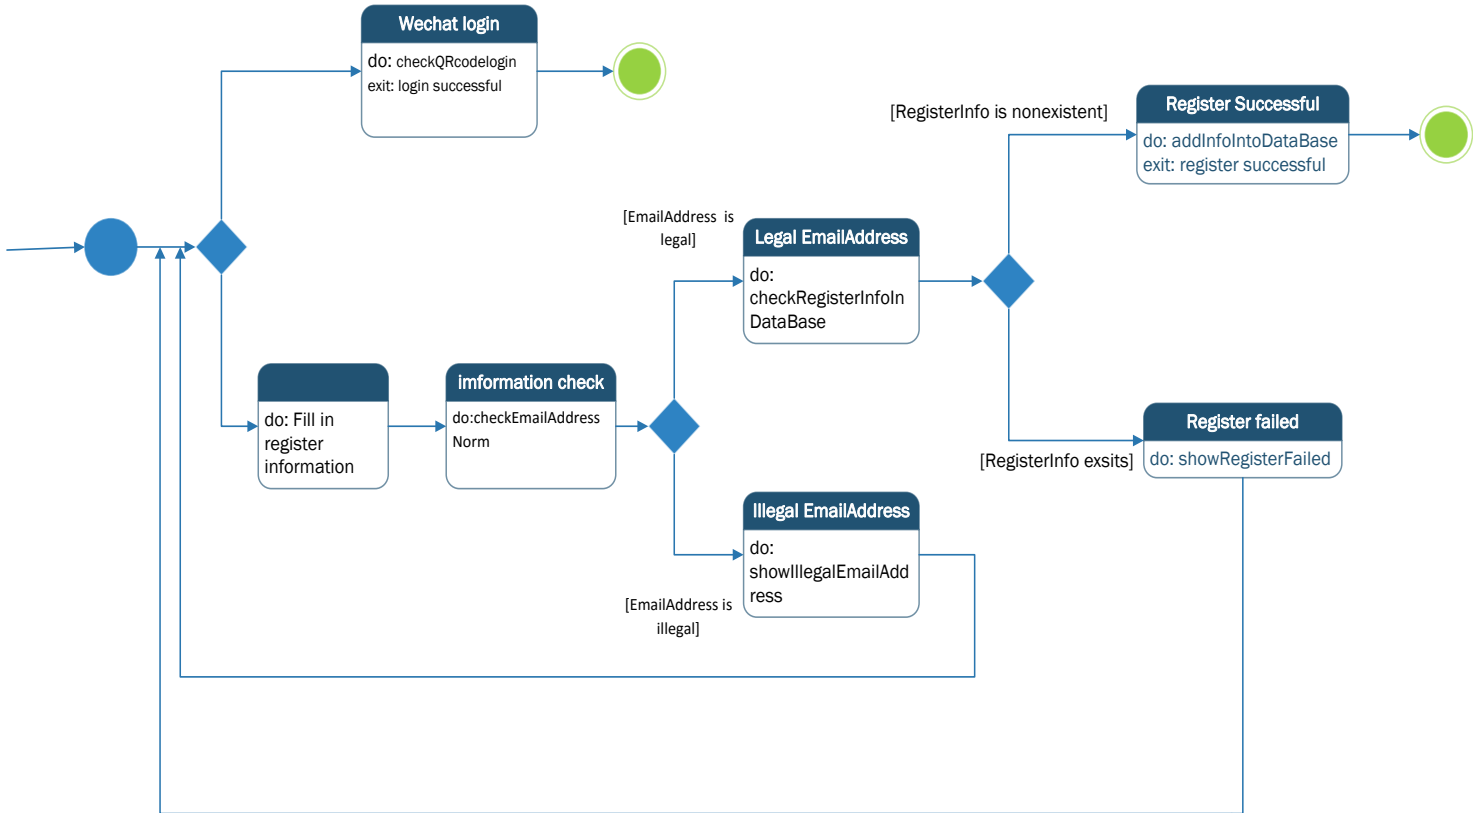 Wechat login
do: checkQRcodelogin
exit: login successful
[RegisterInfo is nonexistent]
Register Successful
do: addInfoIntoDataBase
exit: register successful
[EmailAddress is
legal]
Legal EmailAddress
do:
checkRegisterInfoIn
DataBase
do: Fill in
register
information
imformation check
do:checkEmailAddress
Norm
[RegisterInfo exsits]
Register failed
do: showRegisterFailed
Illegal EmailAddress
do:
showIllegalEmailAdd
ress
[EmailAddress is
illegal]